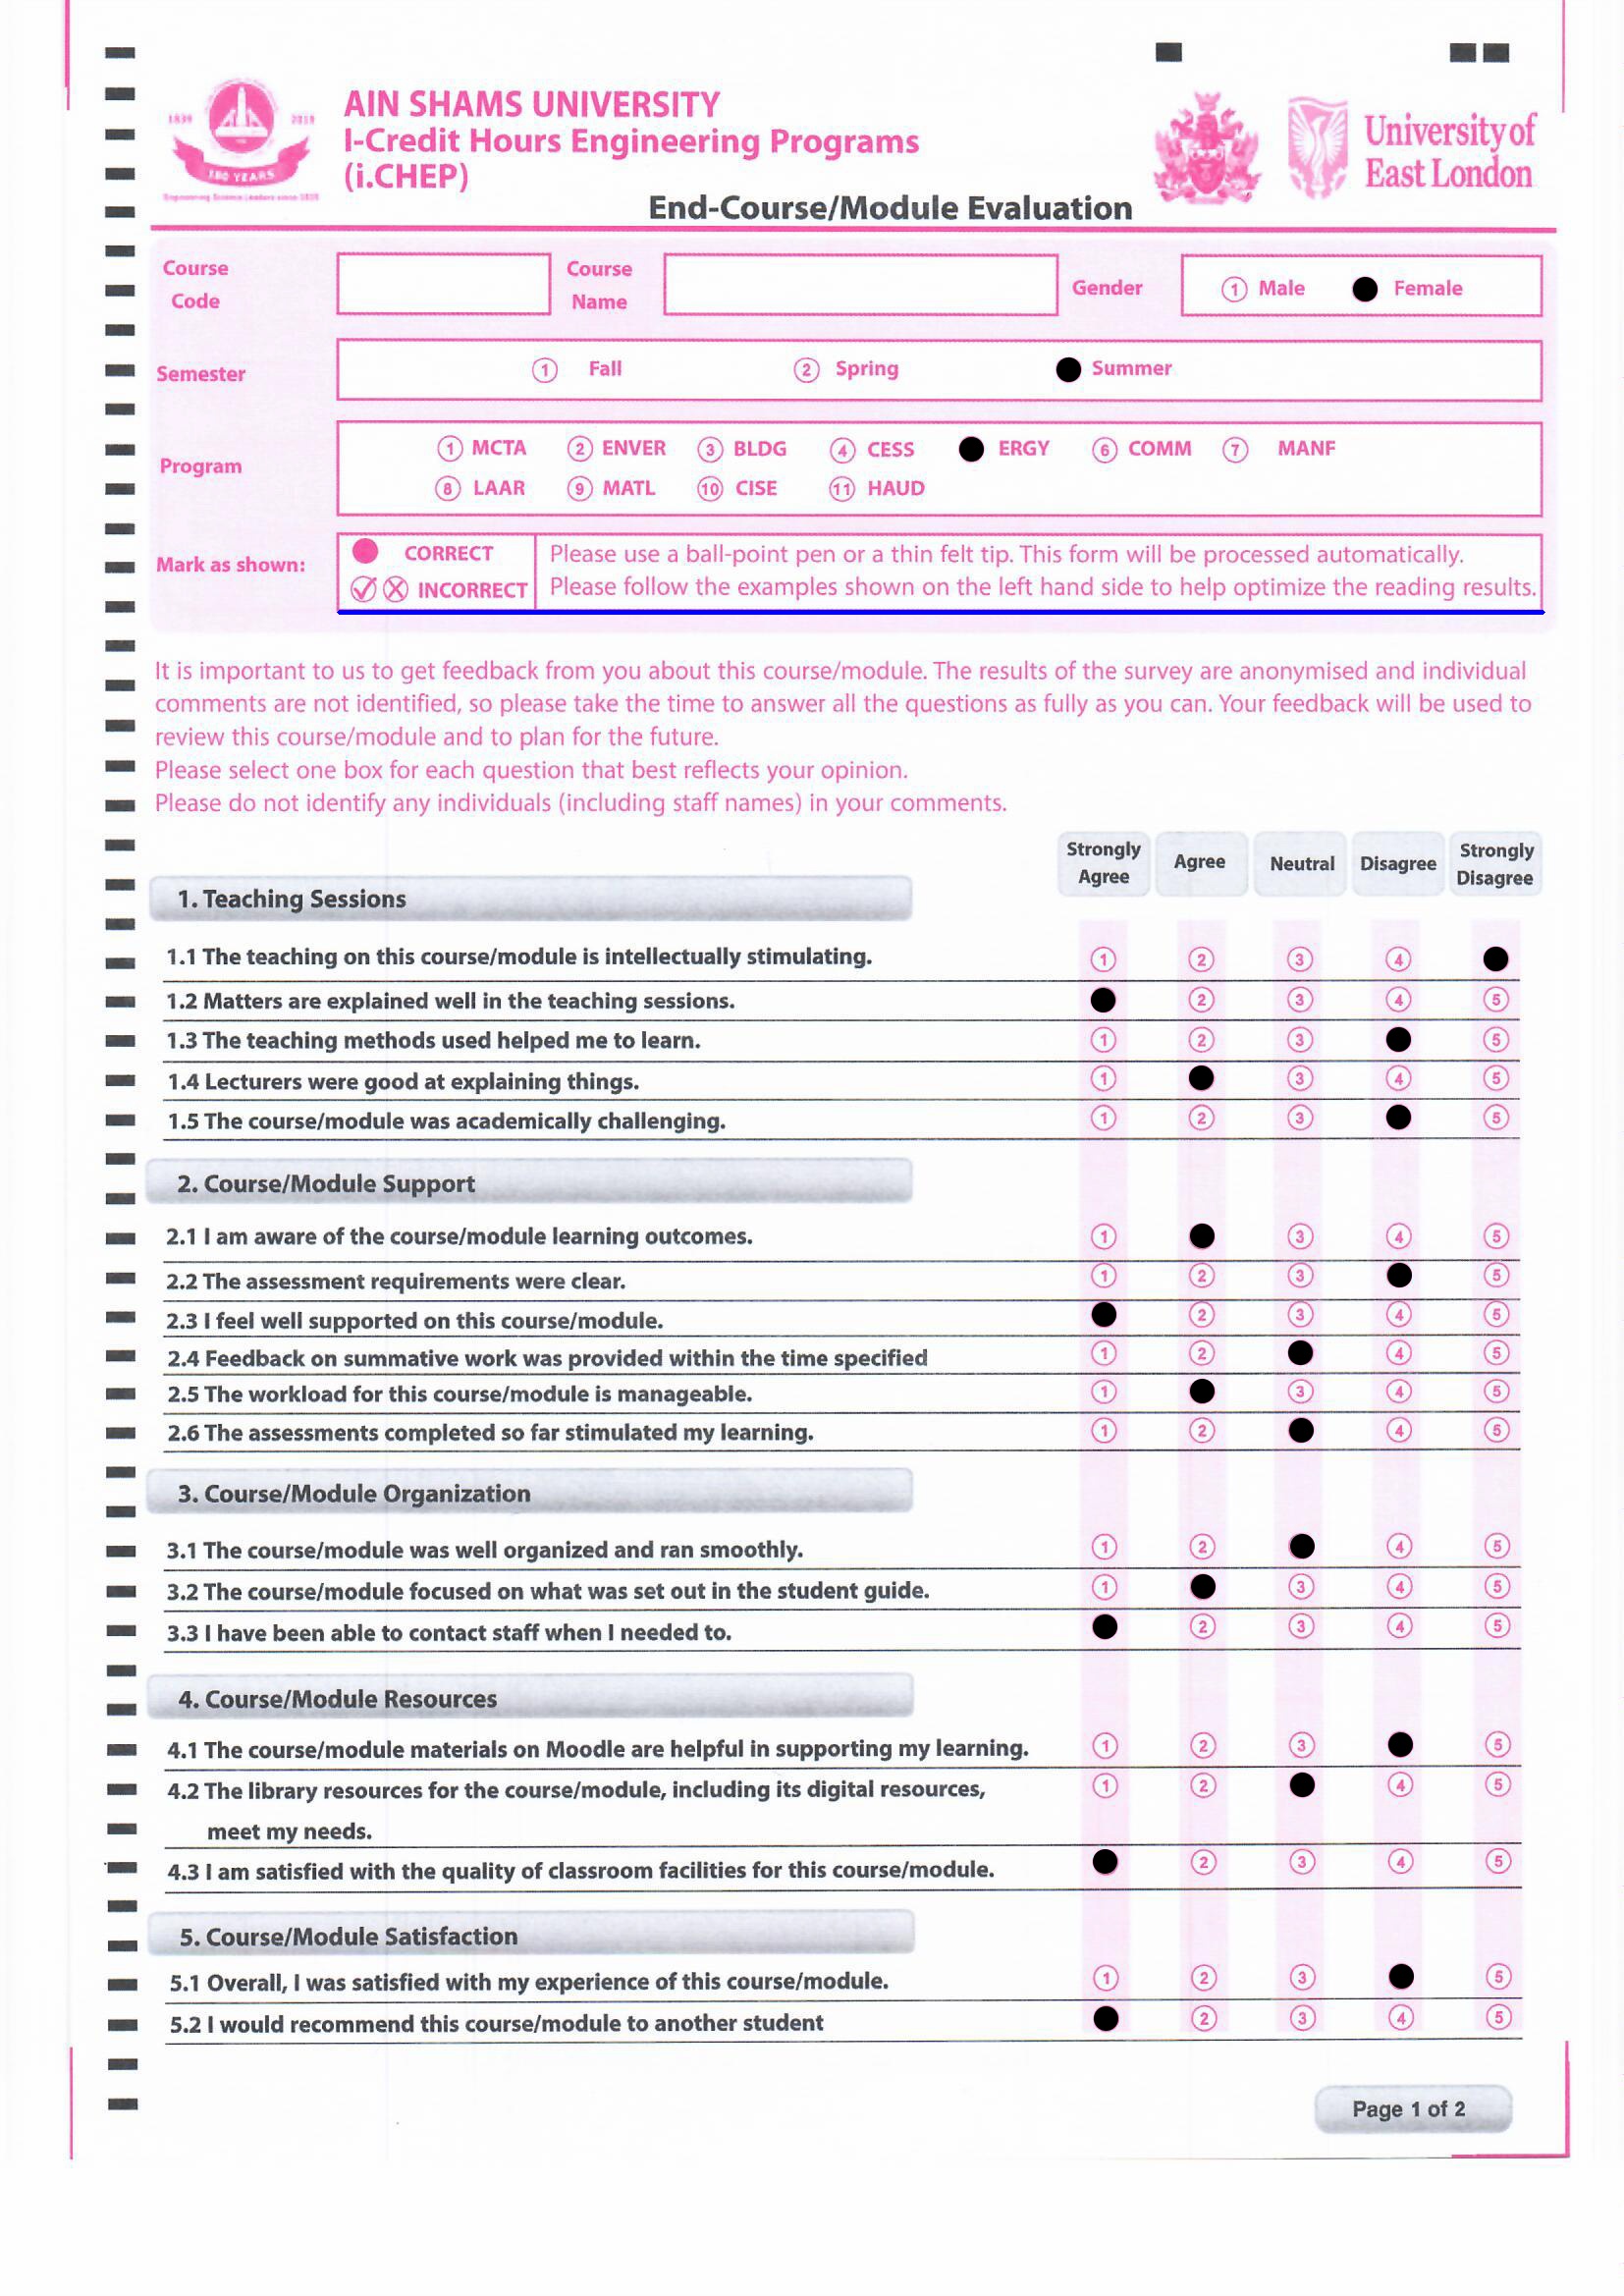 1839 2019
180 YEARS
Engineering Science Leaders since 1839
AIN SHAMS UNIVERSITY
I-Credit Hours Engineering Programs
(i.CHEP)
End-Course/Module Evaluation
University of
East London
Course
Code
Course
Name
Gender 1 Male Female
Semester 1 Fall 2 Spring Summer
Program
1 MCTA 2 ENVER 3 BLDG 4 CESS ERGY 6 COMM 7 MANF
8 LAAR 9 MATL 10 CISE 11 HAUD
Mark as shown:
CORRECT
INCORRECT
Please use a ball-point pen or a thin felt tip. This form will be processed automatically.
Please follow the examples shown on the left hand side to help optimize the reading results.
It is important to us to get feedback from you about this course/module. The results of the survey are anonymised and individual
comments are not identified, so please take the time to answer all the questions as fully as you can. Your feedback will be used to
review this course/module and to plan for the future.
Please select one box for each question that best reflects your opinion.
Please do not identify any individuals (including staff names) in your comments.
Strongly
Agree
Agree
Neutral
Disagree
Strongly
Disagree
1. Teaching Sessions
1.1 The teaching on this course/module is intellectually stimulating. 1 2 3 4
1.2 Matters are explained well in the teaching sessions. 2 3 4 5
1.3 The teaching methods used helped me to learn. 1 2 3 5
1.4 Lecturers were good at explaining things. 1 3 4 5
1.5 The course/module was academically challenging. 1 2 3 5
2. Course/Module Support
2.1 I am aware of the course/module learning outcomes. 1 3 4 5
2.2 The assessment requirements were clear. 1 2 3 5
2.3 I feel well supported on this course/module. 2 3 4 5
2.4 Feedback on summative work was provided within the time specified 1 2 4 5
2.5 The workload for this course/module is manageable. 1 3 4 5
2.6 The assessments completed so far stimulated my learning. 1 2 4 5
3. Course/Module Organization
3.1 The course/module was well organized and ran smoothly. 1 2 4 5
3.2 The course/module focused on what was set out in the student guide. 1 3 4 5
3.3 I have been able to contact staff when I needed to. 2 3 4 5
4. Course/Module Resources
4.1 The course/module materials on Moodle are helpful in supporting my learning. 1 2 3 5
4.2 The library resources for the course/module, including its digital resources, 1 2 4 5
meet my needs.
4.3 I am satisfied with the quality of classroom facilities for this course/module. 2 3 4 5
5. Course/Module Satisfaction
5.1 Overall, I was satisfied with my experience of this course/module. 1 2 3 5
5.2 I would recommend this course/module to another student 2 3 4 5
Page 1 of 2